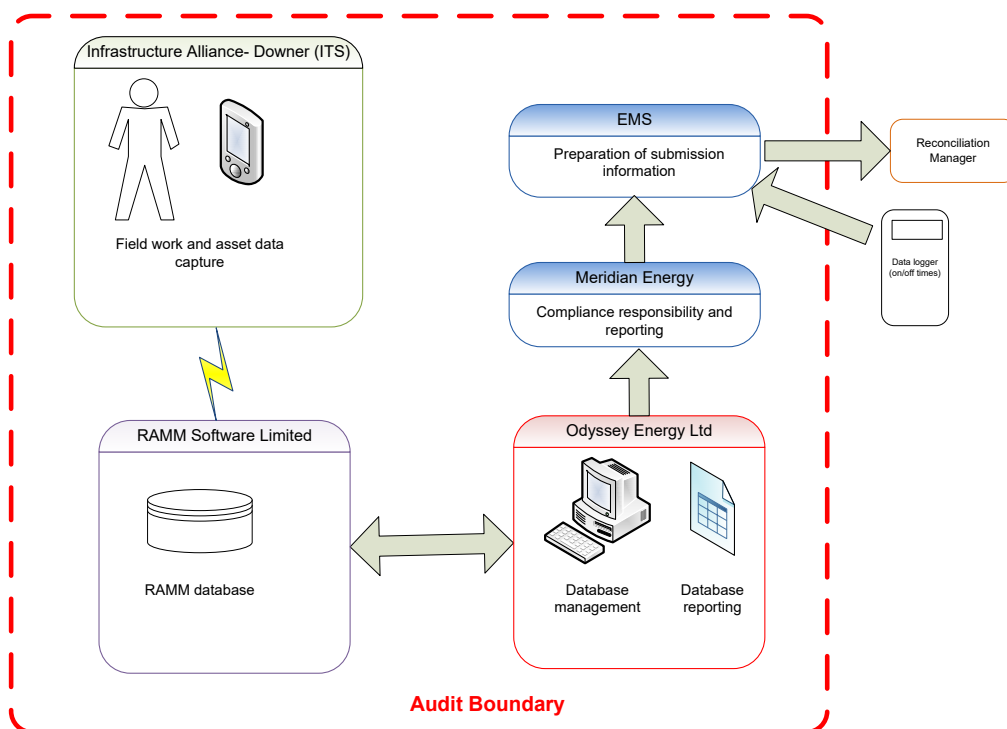 Infrastructure Alliance- Downer (ITS)
Field work and asset data
capture
EMS
Preparation of submission
information
Reconciliation
Manager
Data logger
(on/off times)
Meridian Energy
Compliance responsibility and
reporting
RAMM Software Limited
RAMM database
Odyssey Energy Ltd
Database
management
Database
reporting
Audit Boundary